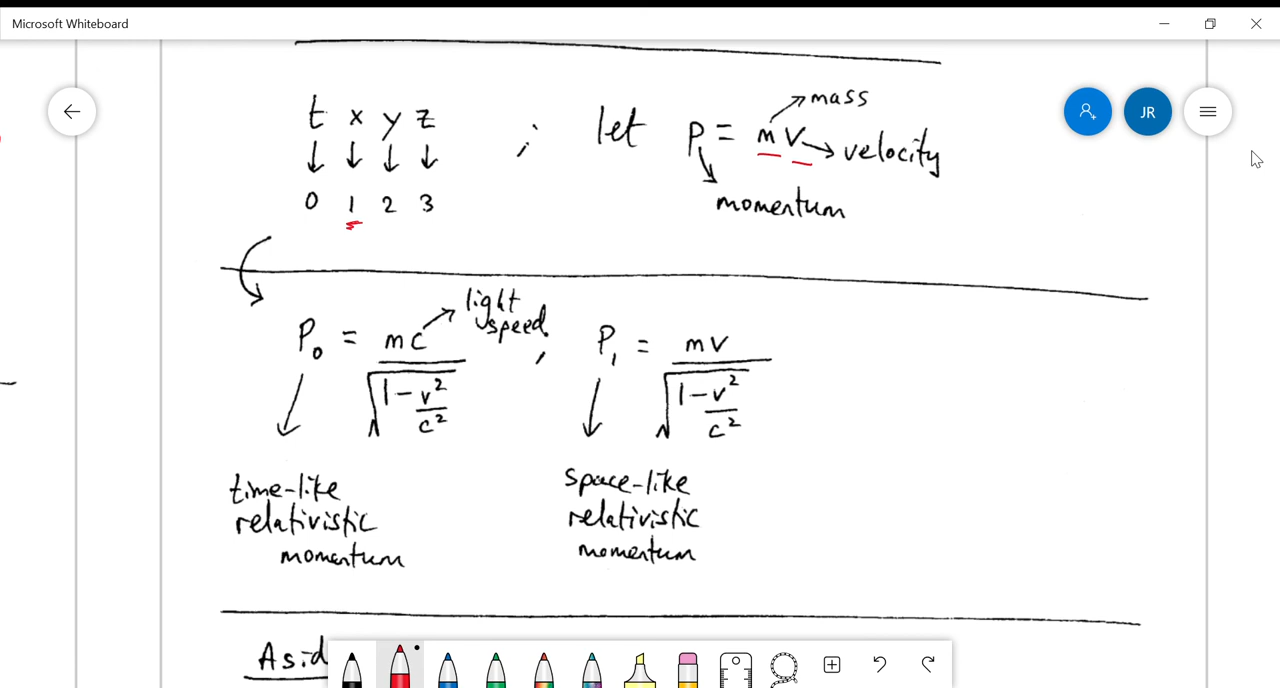 Microsoft Whiteboard
JR
t x y z ; let p = m v
↓ ↓ ↓ ↓
0 1 2 3
→ mass
→ velocity
momentum
P₀ = mc / √(1 - v²/c²) , P₁ = mv / √(1 - v²/c²)
light
speed
time-like
relativistic
momentum
space-like
relativistic
momentum
Asid